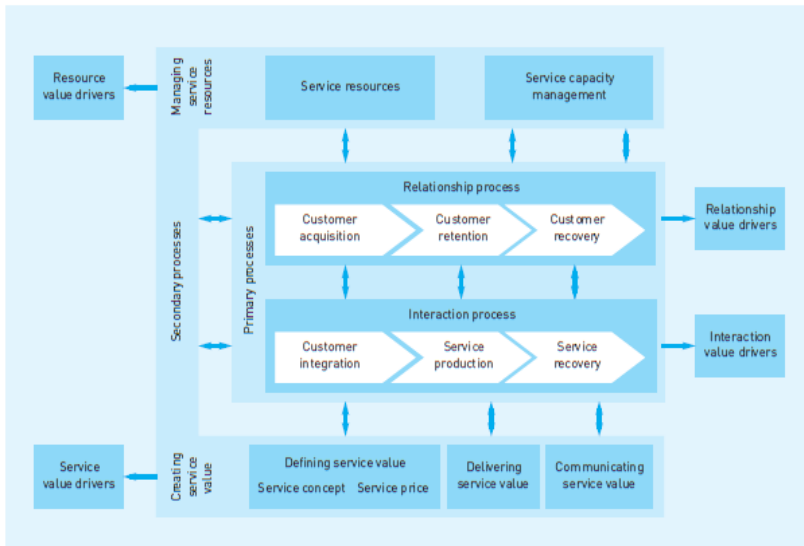 Resource
value drivers
Managing
service
resources
Service resources
Service capacity
management
Secondary processes
Primary processes
Relationship process
Customer
acquisition
Customer
retention
Customer
recovery
Relationship
value drivers
Interaction process
Customer
integration
Service
production
Service
recovery
Interaction
value drivers
Service
value drivers
Creating
service
value
Defining service value
Service concept Service price
Delivering
service value
Communicating
service value